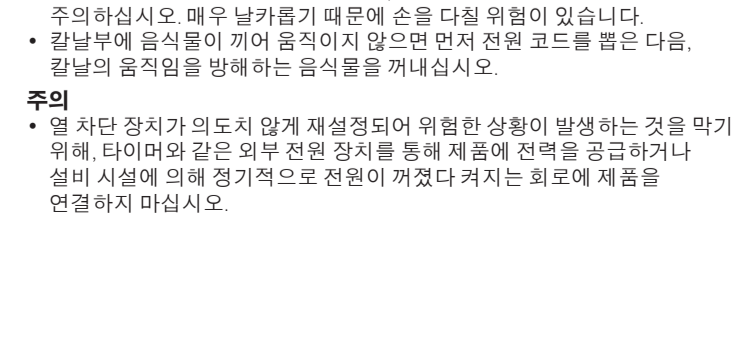 주의하십시오. 매우 날카롭기 때문에 손을 다칠 위험이 있습니다.
• 칼날부에 음식물이 끼어 움직이지 않으면 먼저 전원 코드를 뽑은 다음,
칼날의 움직임을 방해하는 음식물을 꺼내십시오.
주의
• 열 차단 장치가 의도치 않게 재설정되어 위험한 상황이 발생하는 것을 막기
위해, 타이머와 같은 외부 전원 장치를 통해 제품에 전력을 공급하거나
설비 시설에 의해 정기적으로 전원이 꺼졌다 켜지는 회로에 제품을
연결하지 마십시오.